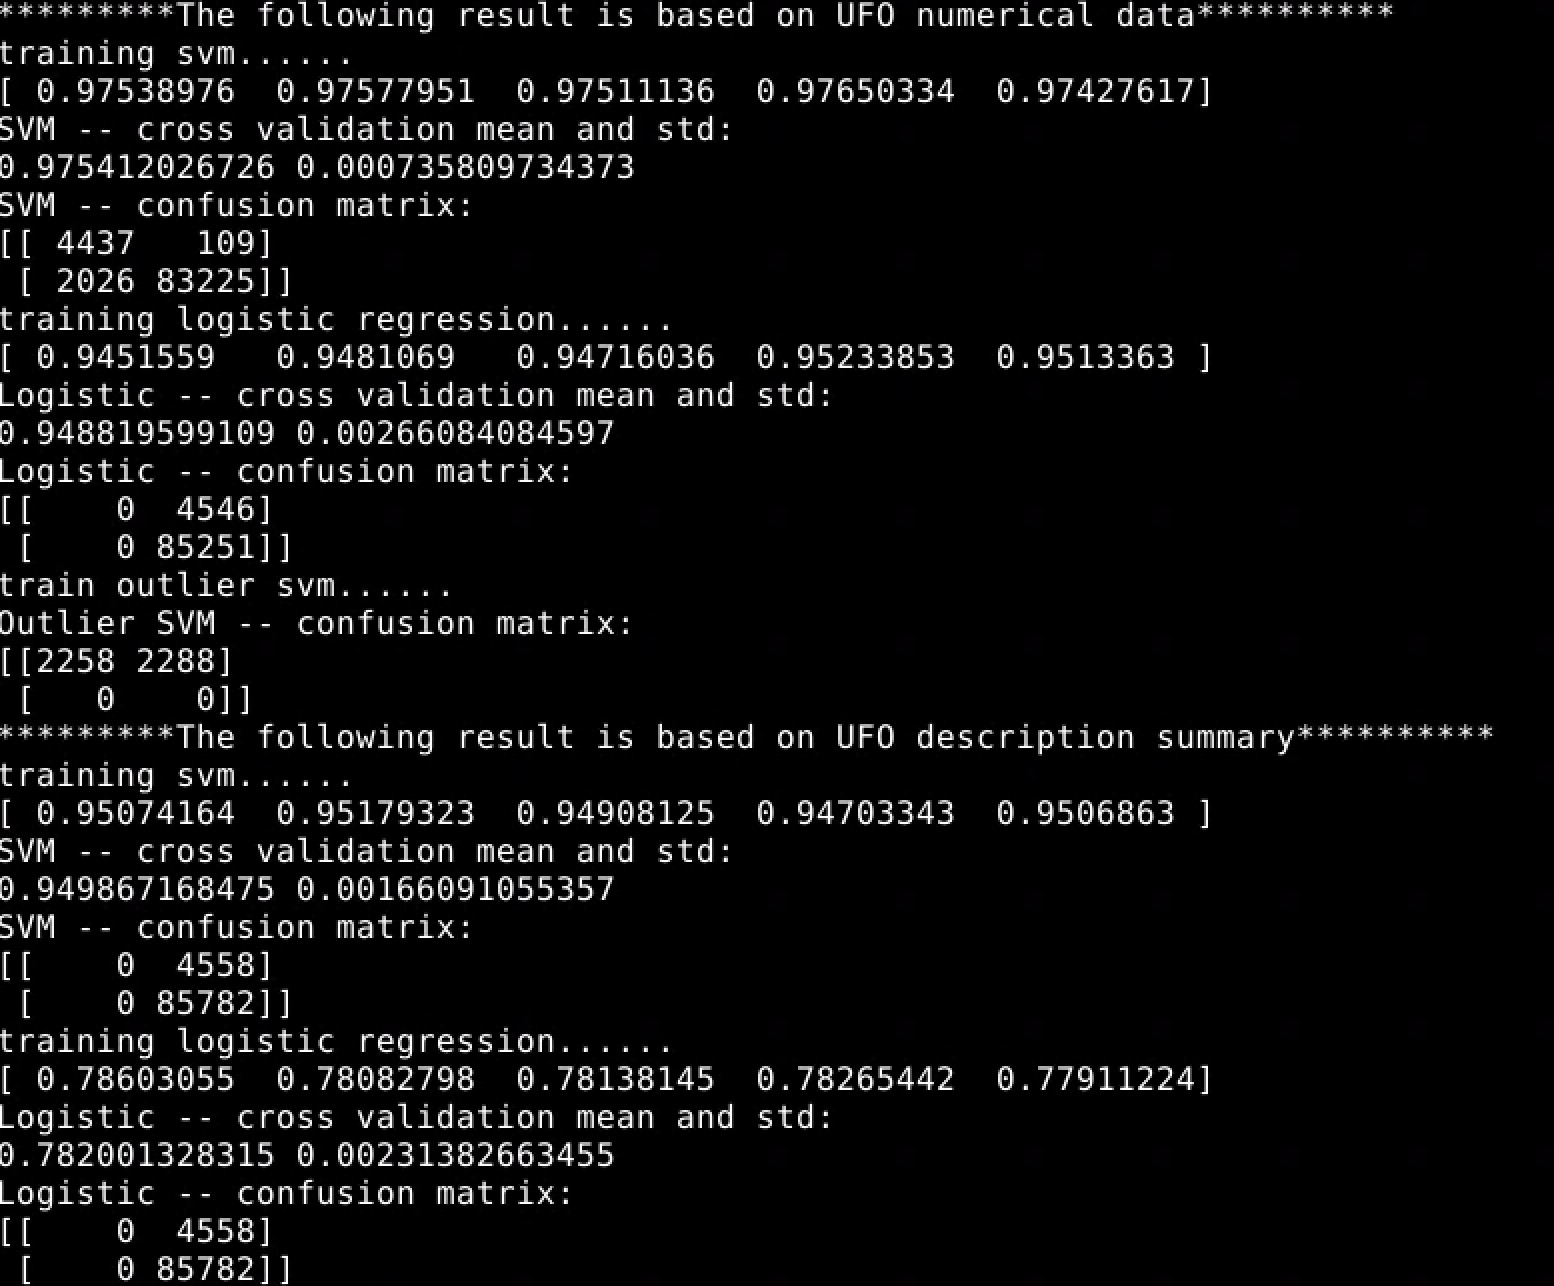 *********The following result is based on UFO numerical data**********
training svm......
[ 0.97538976  0.97577951  0.97511136  0.97650334  0.97427617]
SVM -- cross validation mean and std:
0.975412026726 0.000735809734373
SVM -- confusion matrix:
[[ 4437   109]
 [ 2026 83225]]
training logistic regression......
[ 0.9451559   0.9481069   0.94716036  0.95233853  0.9513363 ]
Logistic -- cross validation mean and std:
0.948819599109 0.00266084084597
Logistic -- confusion matrix:
[[    0  4546]
 [    0 85251]]
train outlier svm......
Outlier SVM -- confusion matrix:
[[2258 2288]
 [   0    0]]
*********The following result is based on UFO description summary**********
training svm......
[ 0.95074164  0.95179323  0.94908125  0.94703343  0.9506863 ]
SVM -- cross validation mean and std:
0.949867168475 0.00166091055357
SVM -- confusion matrix:
[[    0  4558]
 [    0 85782]]
training logistic regression......
[ 0.78603055  0.78082798  0.78138145  0.78265442  0.77911224]
Logistic -- cross validation mean and std:
0.782001328315 0.00231382663455
Logistic -- confusion matrix:
[[    0  4558]
 [    0 85782]]